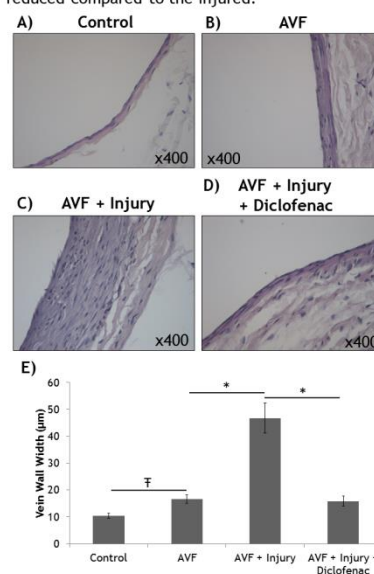 reduced compared to the injured.
A) Control
B) AVF
x400
x400
C) AVF + Injury
D) AVF + Injury
+ Diclofenac
x400
x400
E)
Vein Wall Width (µm)
60
50
40
30
20
10
0
Ŧ
*
*
Control
AVF
AVF + Injury
AVF + Injury +
Diclofenac